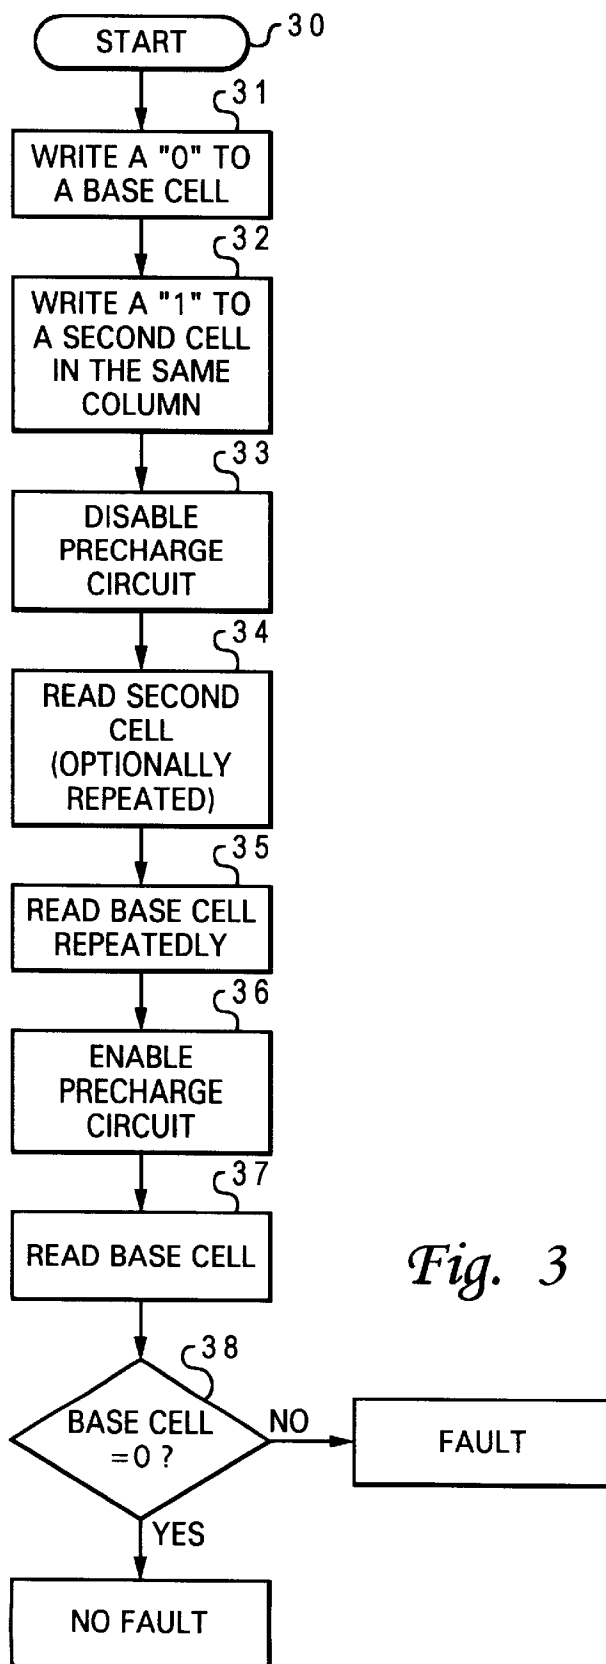 START
30
31
WRITE A "0" TO
A BASE CELL
32
WRITE A "1" TO
A SECOND CELL
IN THE SAME
COLUMN
33
DISABLE
PRECHARGE
CIRCUIT
34
READ SECOND
CELL
(OPTIONALLY
REPEATED)
35
READ BASE CELL
REPEATEDLY
36
ENABLE
PRECHARGE
CIRCUIT
37
READ BASE CELL
Fig. 3
38
BASE CELL
=0 ?
NO
FAULT
YES
NO FAULT